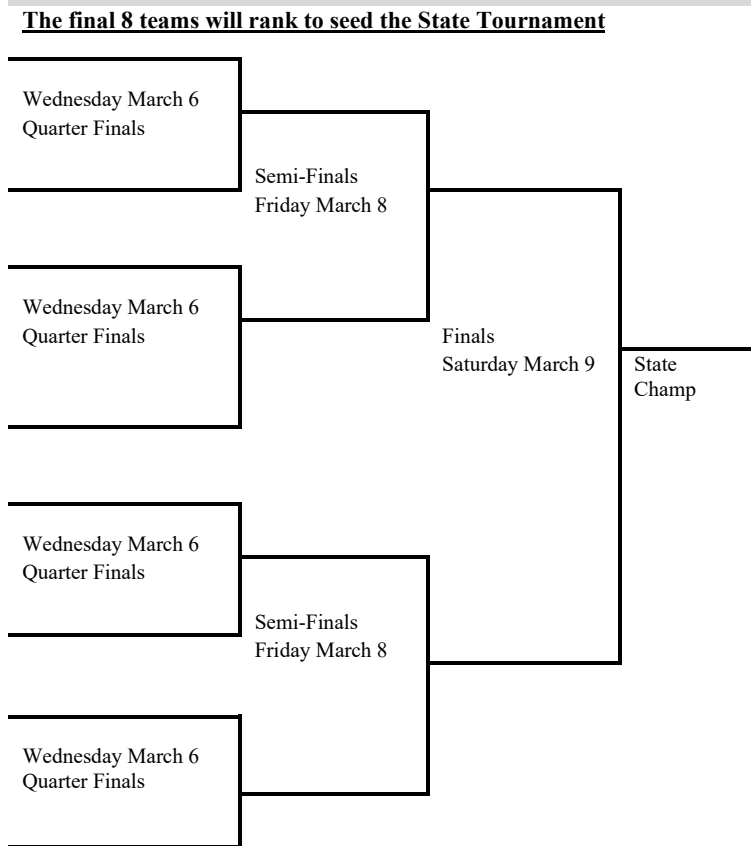 The final 8 teams will rank to seed the State Tournament
Wednesday March 6
Quarter Finals
Semi-Finals
Friday March 8
Wednesday March 6
Quarter Finals
Finals
Saturday March 9
State
Champ
Wednesday March 6
Quarter Finals
Semi-Finals
Friday March 8
Wednesday March 6
Quarter Finals